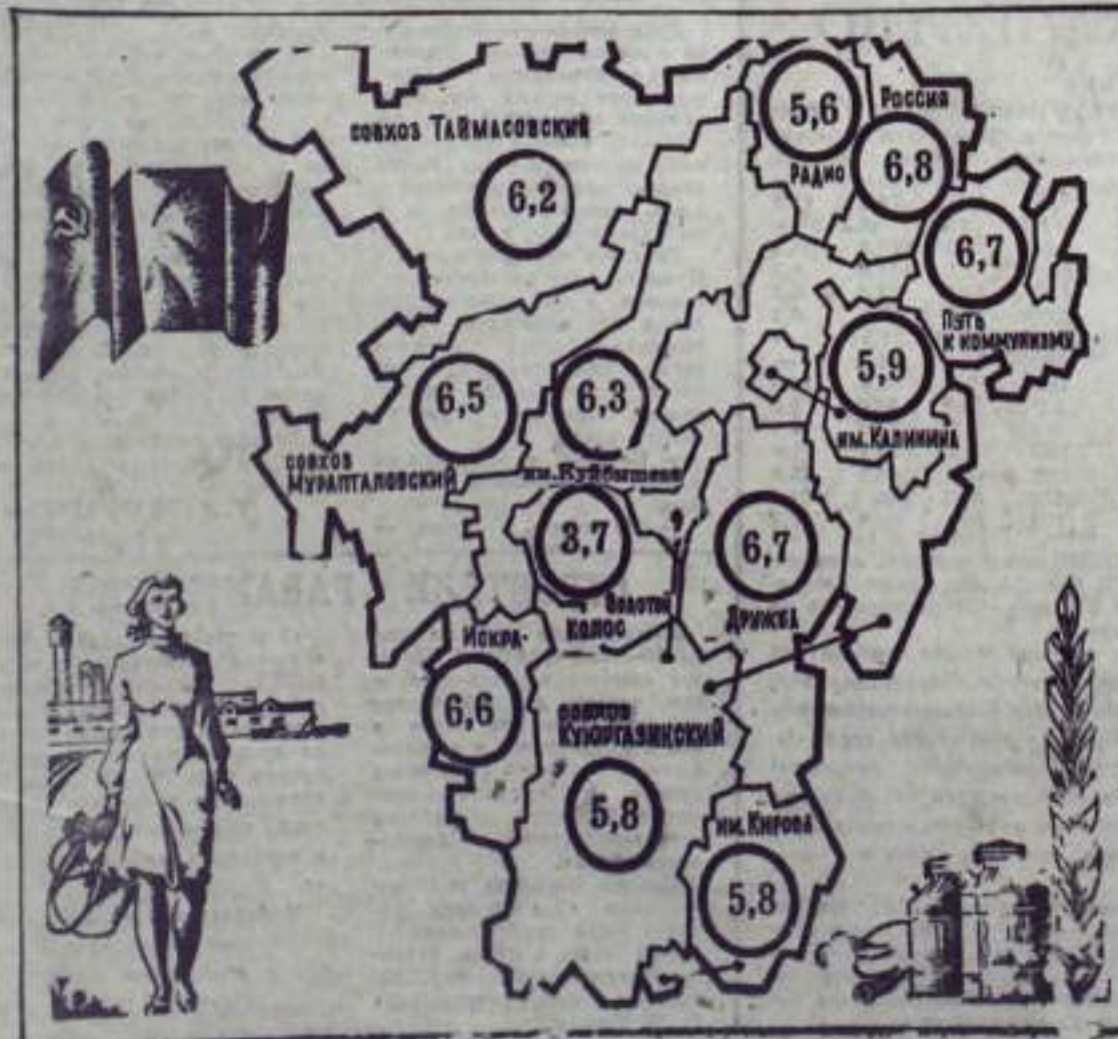 5,6
РОССИЯ
СОВХОЗ ТАЙМАСОВСКИЙ
РАДИО
6,8
6,2
6,7
ПУТЬ
К КОММУНИЗМУ
5,9
6,5
6,3
ИМ. КАЛИНИНА
СОВХОЗ
МУРАПТАЛОВСКИЙ
им. Куйбышева
3,7
6,7
ЗОЛОТОЙ
КОЛОС
ДРУЖБА
ИСКРА
6,6
СОВХОЗ
КУЮРГАЗИНСКИЙ
5,8
ИМ. КИРОВА
5,8